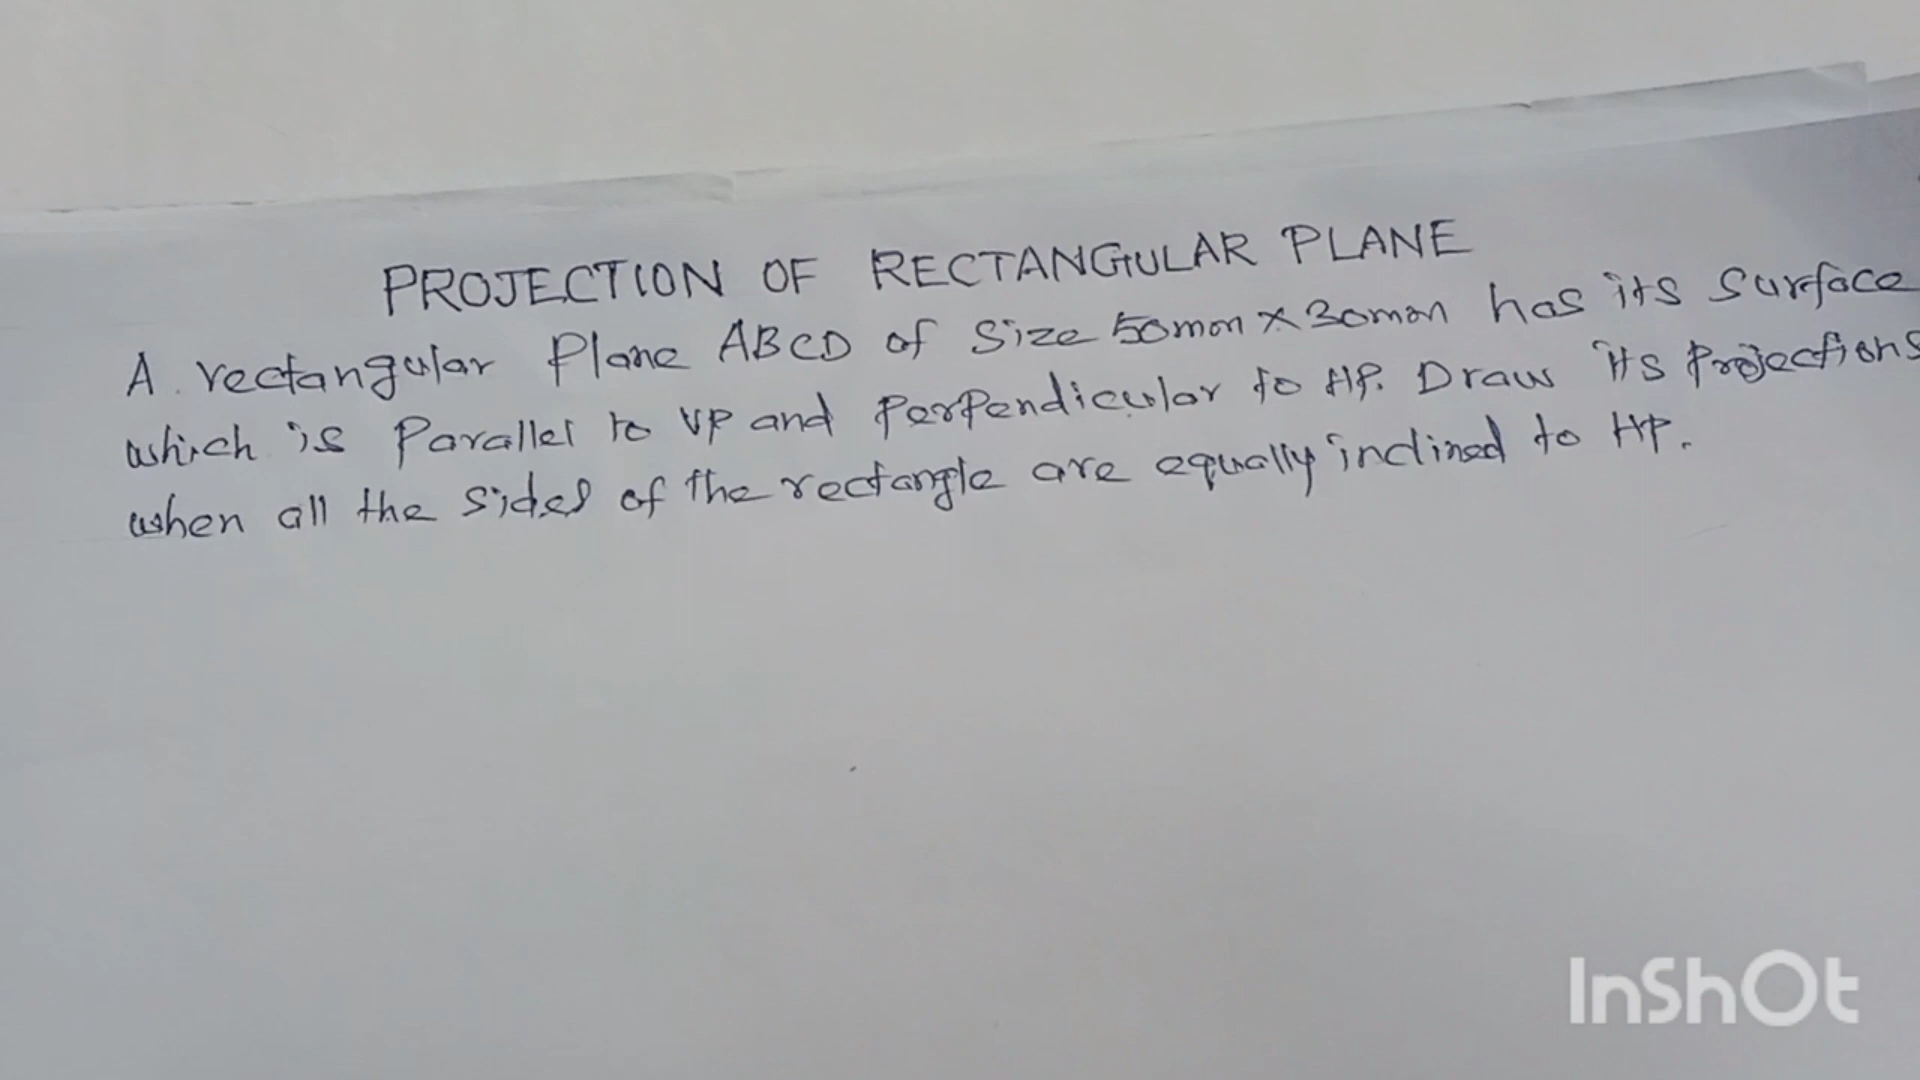 PROJECTION OF RECTANGULAR PLANE
A rectangular Plane ABCD of size 50mm x 30mm has its surface
which is Parallel to VP and Perpendicular to HP. Draw its Projections
when all the sides of the rectangle are equally inclined to HP.
InShOt